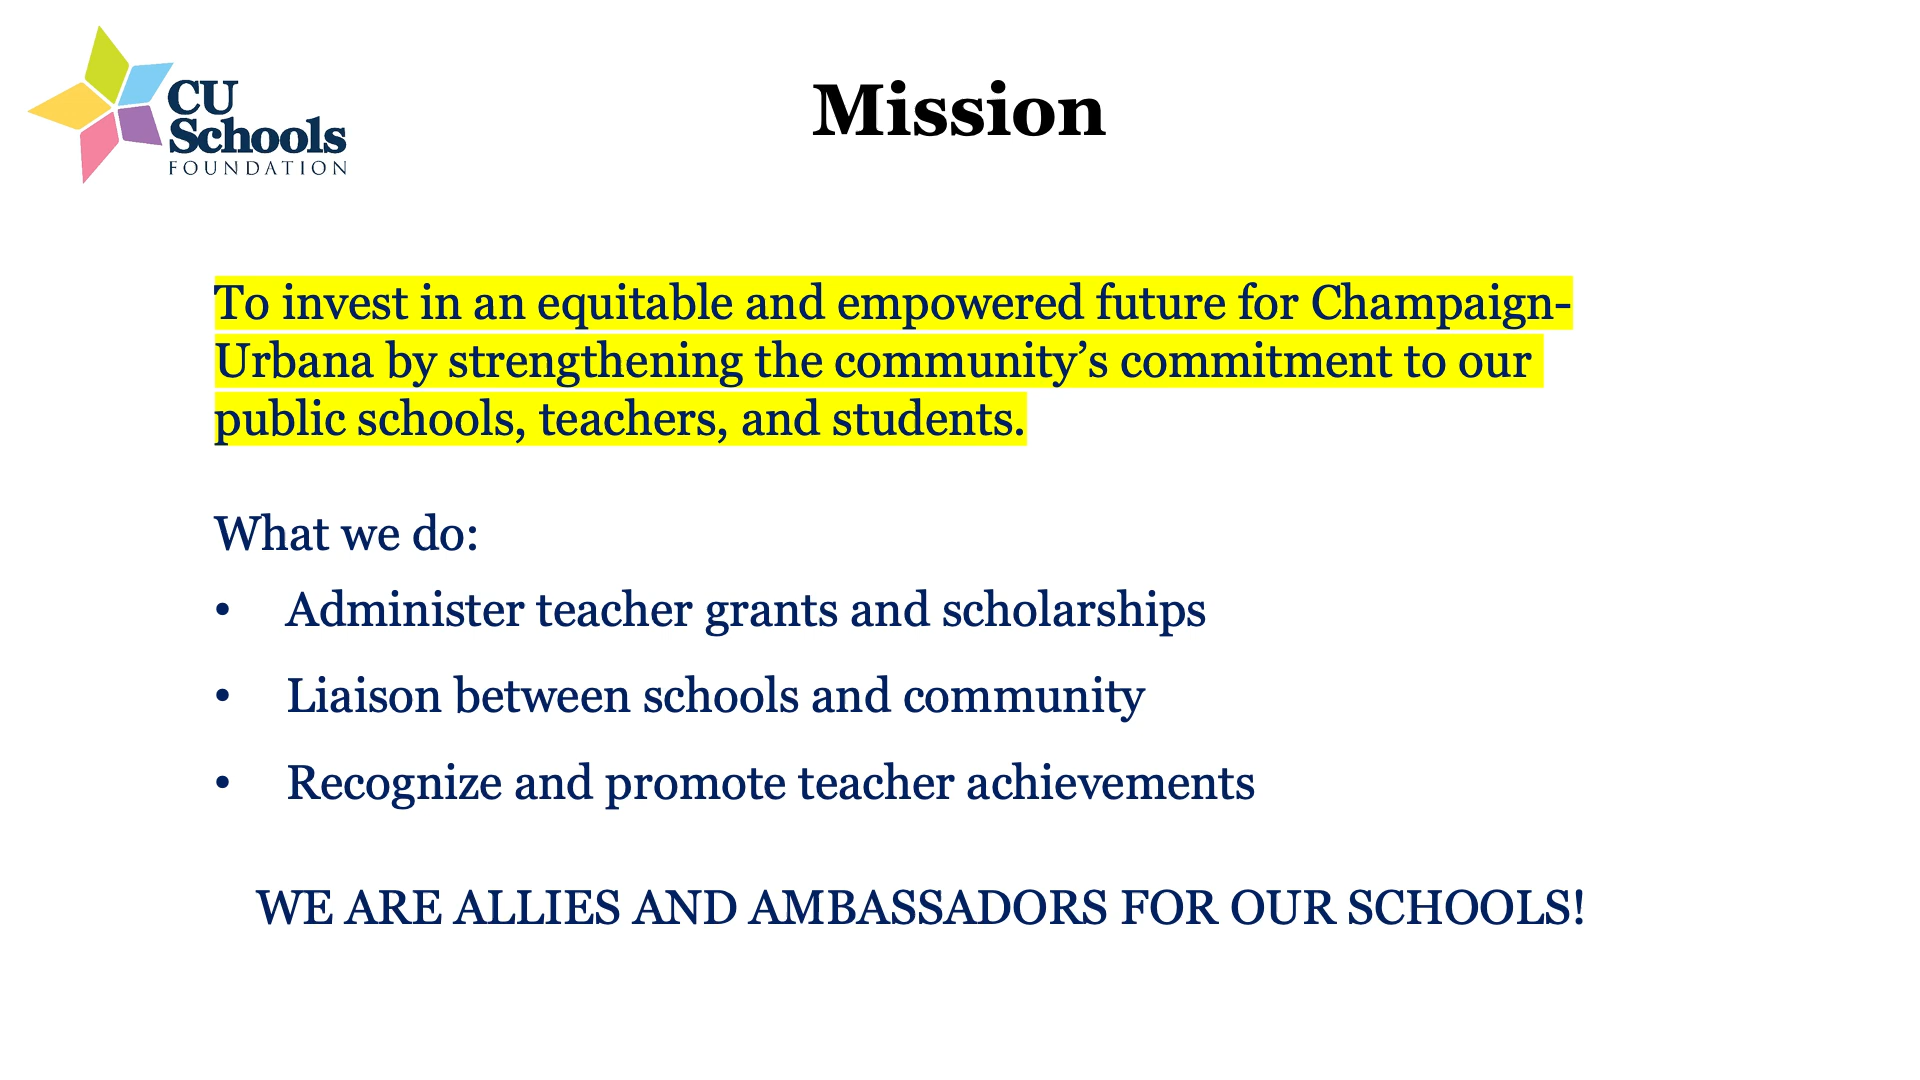 CU
Schools
FOUNDATION
Mission
To invest in an equitable and empowered future for Champaign-
Urbana by strengthening the community’s commitment to our
public schools, teachers, and students.
What we do:
• Administer teacher grants and scholarships
• Liaison between schools and community
• Recognize and promote teacher achievements
WE ARE ALLIES AND AMBASSADORS FOR OUR SCHOOLS!